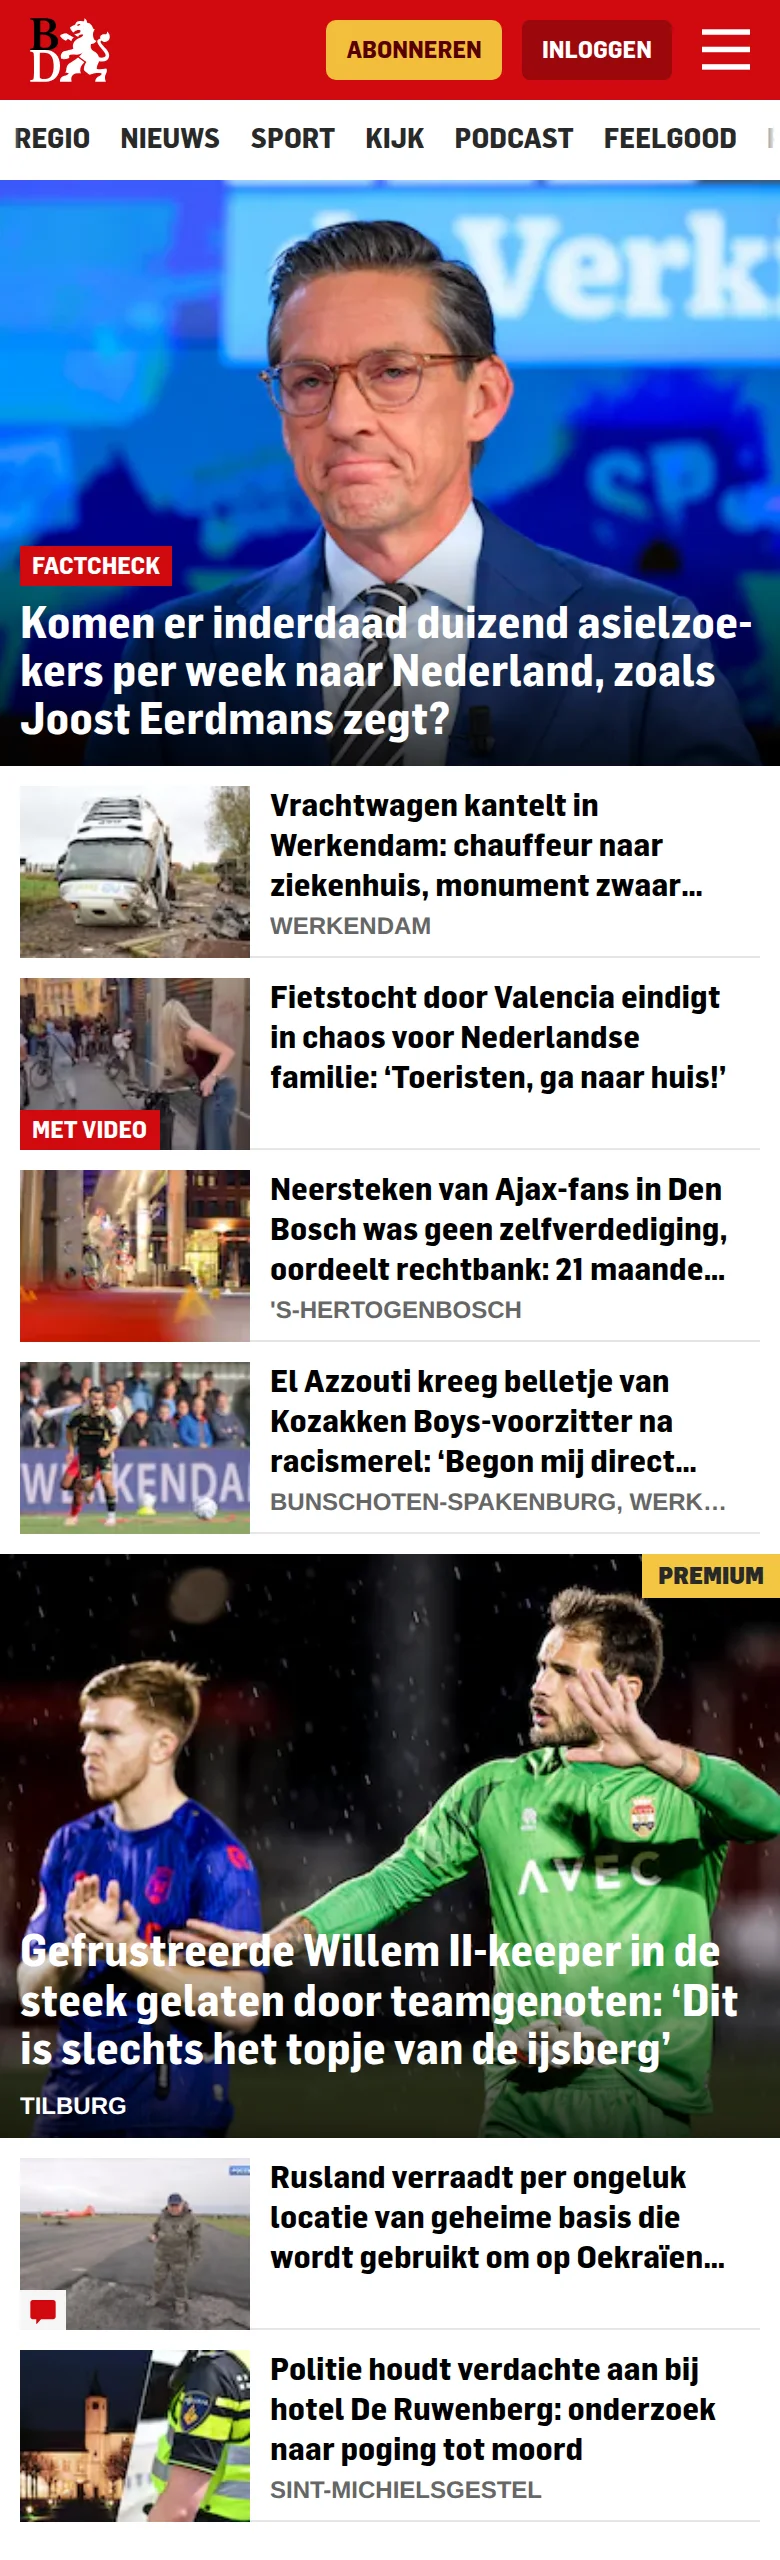 BD
ABONNEREN
INLOGGEN
REGIO NIEUWS SPORT KIJK PODCAST FEELGOOD
Verki
SP
FACTCHECK
Komen er inderdaad duizend asielzoe-
kers per week naar Nederland, zoals
Joost Eerdmans zegt?
Vrachtwagen kantelt in
Werkendam: chauffeur naar
ziekenhuis, monument zwaar...
WERKENDAM
MET VIDEO
Fietstocht door Valencia eindigt
in chaos voor Nederlandse
familie: ‘Toeristen, ga naar huis!’
Neersteken van Ajax-fans in Den
Bosch was geen zelfverdediging,
oordeelt rechtbank: 21 maande...
'S-HERTOGENBOSCH
El Azzouti kreeg belletje van
Kozakken Boys-voorzitter na
racismerel: ‘Begon mij direct...
BUNSCHOTEN-SPAKENBURG, WERK...
PREMIUM
AVEC
Gefrustreerde Willem II-keeper in de
steek gelaten door teamgenoten: ‘Dit
is slechts het topje van de ijsberg’
TILBURG
Rusland verraadt per ongeluk
locatie van geheime basis die
wordt gebruikt om op Oekraïen...
Politie houdt verdachte aan bij
hotel De Ruwenberg: onderzoek
naar poging tot moord
SINT-MICHIELSGESTEL